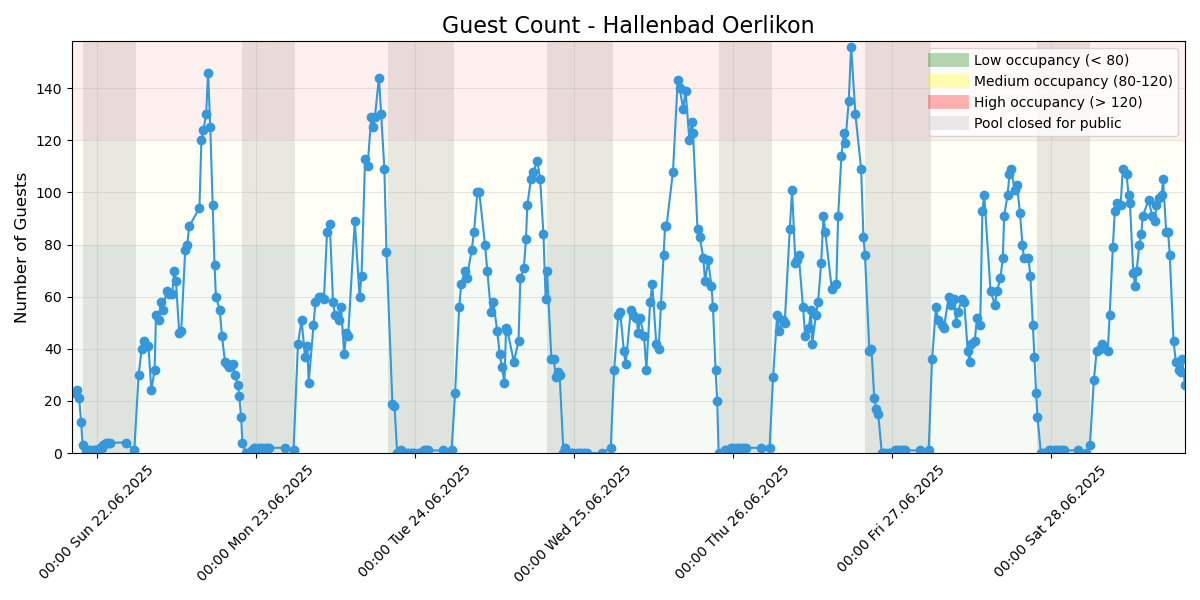 Guest Count - Hallenbad Oerlikon
Number of Guests
140
120
100
80
60
40
20
0
Low occupancy (< 80)
Medium occupancy (80-120)
High occupancy (> 120)
Pool closed for public
00:00 Sun 22.06.2025
00:00 Mon 23.06.2025
00:00 Tue 24.06.2025
00:00 Wed 25.06.2025
00:00 Thu 26.06.2025
00:00 Fri 27.06.2025
00:00 Sat 28.06.2025